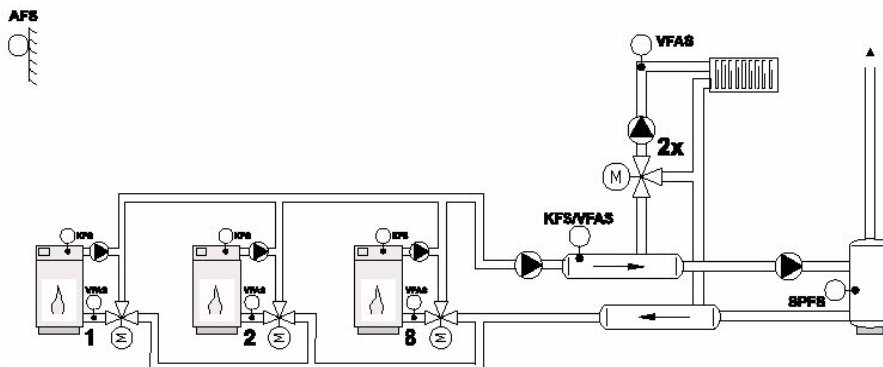 AFS
VFAS
2x
M
KFS/VFAS
KFS
KFS
KFS
SPFS
VFAS
VFAS
VFAS
1
2
8
M
M
M